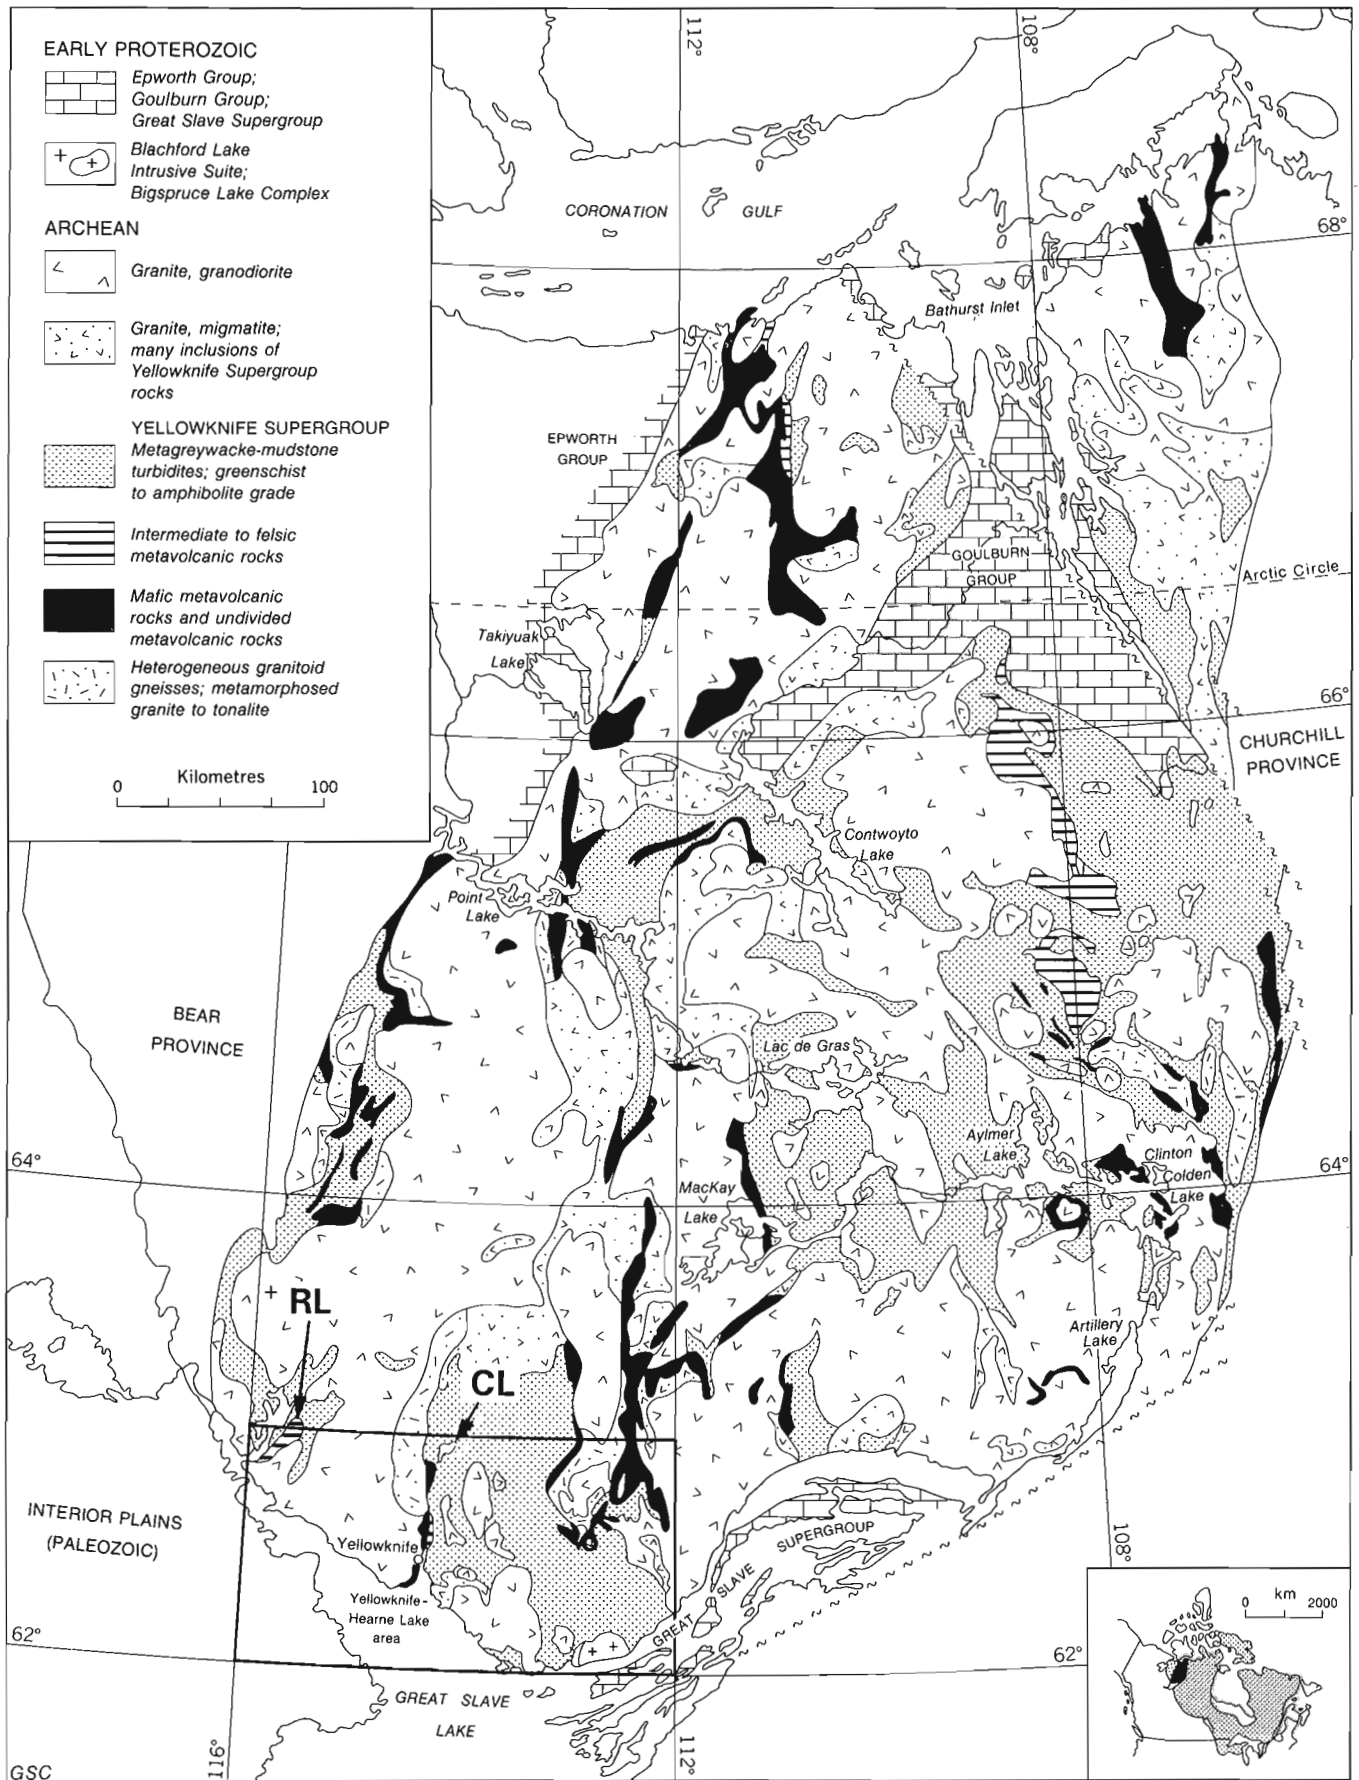 EARLY PROTEROZOIC
Epworth Group;
Goulburn Group;
Great Slave Supergroup
Blachford Lake
Intrusive Suite;
Bigspruce Lake Complex
ARCHEAN
Granite, granodiorite
Granite, migmatite;
many inclusions of
Yellowknife Supergroup
rocks
YELLOWKNIFE SUPERGROUP
Metagreywacke-mudstone
turbidites; greenschist
to amphibolite grade
Intermediate to felsic
metavolcanic rocks
Mafic metavolcanic
rocks and undivided
metavolcanic rocks
Heterogeneous granitoid
gneisses; metamorphosed
granite to tonalite
Kilometres
0 100
112°
108°
CORONATION GULF
68°
Bathurst Inlet
EPWORTH
GROUP
GOULBURN
GROUP
Arctic Circle
Takiyuak
Lake
66°
CHURCHILL
PROVINCE
Contwoyto
Lake
Point
Lake
BEAR
PROVINCE
Lac de Gras
Aylmer
Lake
Clinton
Colden
Lake
64°
64°
MacKay
Lake
RL
Artillery
Lake
CL
INTERIOR PLAINS
(PALEOZOIC)
Yellowknife
Yellowknife-
Hearne Lake
area
GREAT SLAVE SUPERGROUP
108°
62°
62°
GREAT SLAVE
LAKE
116°
112°
km
0 2000
GSC